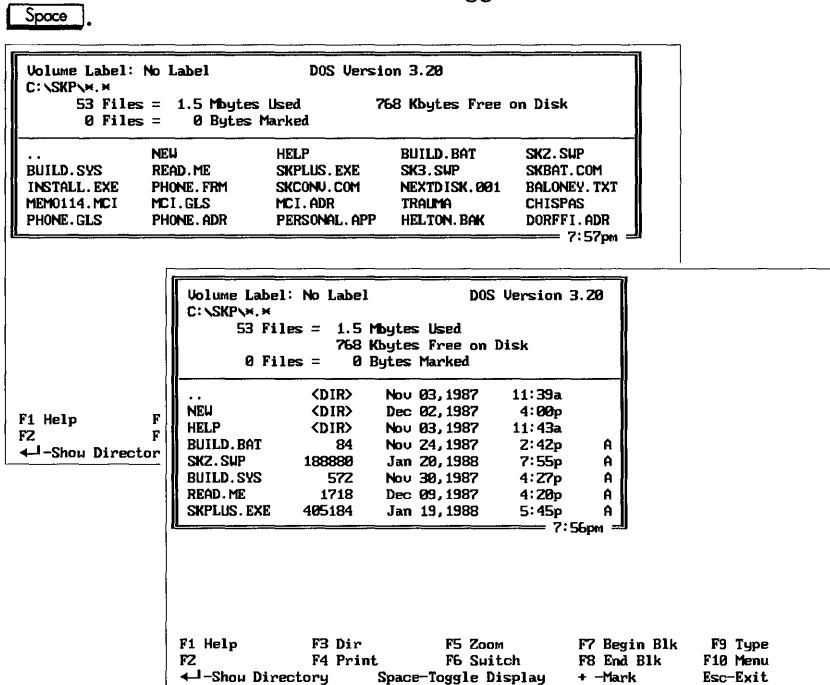 Space.
Volume Label: No Label DOS Version 3.20
C:\SKP\*.*
53 Files = 1.5 Mbytes Used 768 Kbytes Free on Disk
0 Files = 0 Bytes Marked
.. NEW HELP BUILD.BAT SK2.SWP
BUILD.SYS READ.ME SKPLUS.EXE SK3.SWP SKBAT.COM
INSTALL.EXE PHONE.FRM SKCONV.COM NEXTDISK.001 BALONEY.TXT
MEMO114.MCI MCI.GLS MCI.ADR TRAUMA CHISPAS
PHONE.GLS PHONE.ADR PERSONAL.APP HELTON.BAK DORFFI.ADR
7:57pm
F1 Help F
F2 F
↵-Show Director
Volume Label: No Label DOS Version 3.20
C:\SKP\*.*
53 Files = 1.5 Mbytes Used
768 Kbytes Free on Disk
0 Files = 0 Bytes Marked
.. <DIR> Nov 03,1987 11:39a
NEW <DIR> Dec 02,1987 4:00p
HELP <DIR> Nov 03,1987 11:43a
BUILD.BAT 84 Nov 24,1987 2:42p A
SK2.SWP 188880 Jan 20,1988 7:55p A
BUILD.SYS 572 Nov 30,1987 4:27p A
READ.ME 1718 Dec 09,1987 4:20p A
SKPLUS.EXE 405184 Jan 19,1988 5:45p A
7:56pm
F1 Help F3 Dir F5 Zoom F7 Begin Blk F9 Type
F2 F4 Print F6 Switch F8 End Blk F10 Menu
↵-Show Directory Space-Toggle Display + -Mark Esc-Exit